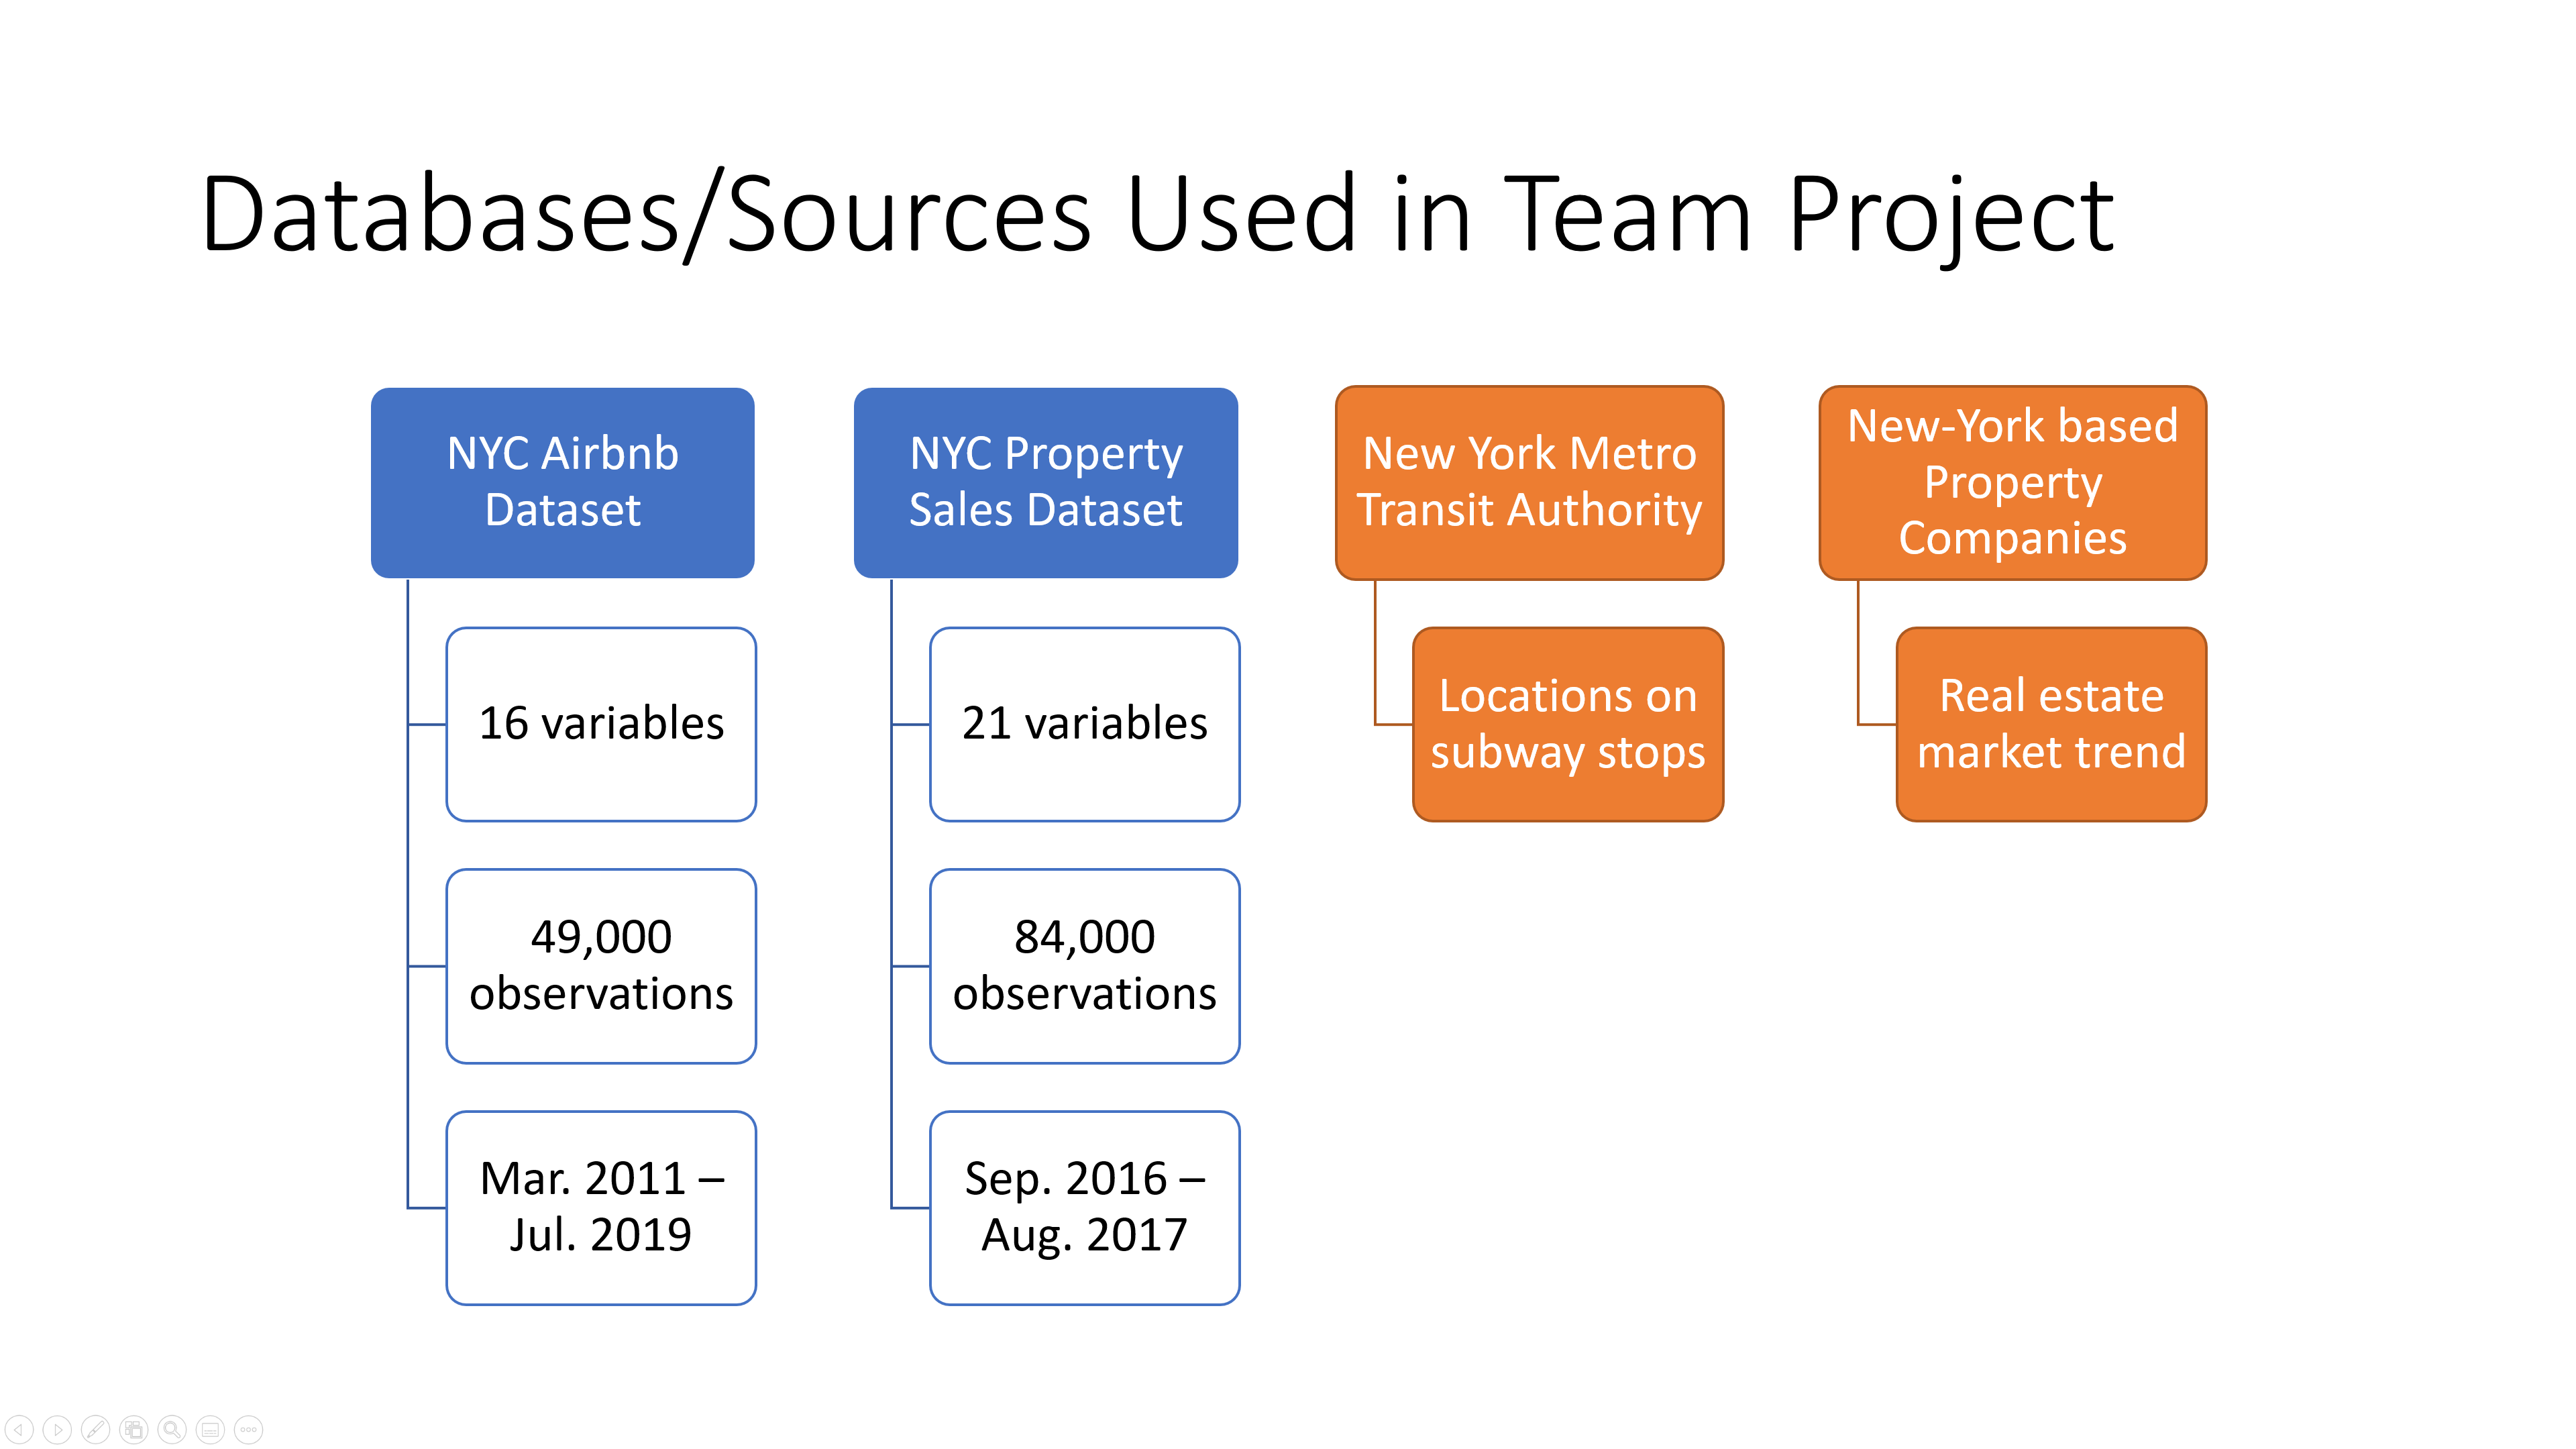 Databases/Sources Used in Team Project
NYC Airbnb
Dataset
16 variables
49,000
observations
Mar. 2011 –
Jul. 2019
NYC Property
Sales Dataset
21 variables
84,000
observations
Sep. 2016 –
Aug. 2017
New York Metro
Transit Authority
Locations on
subway stops
New-York based
Property
Companies
Real estate
market trend